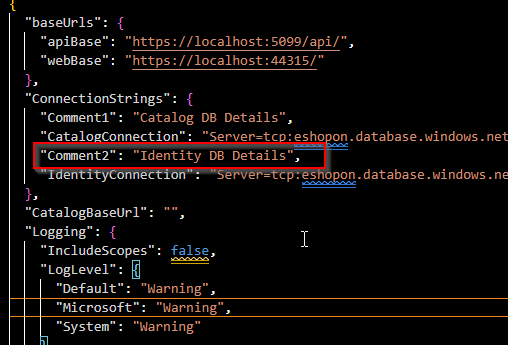 {
"baseUrls": {
"apiBase": "https://localhost:5099/api/",
"webBase": "https://localhost:44315/"
},
"ConnectionStrings": {
"Comment1": "Catalog DB Details",
"CatalogConnection": "Server=tcp:eshopon.database.windows.net
"Comment2": "Identity DB Details",
"IdentityConnection": "Server=tcp:eshopon.database.windows.ne
},
"CatalogBaseUrl": "",
"Logging": {
"IncludeScopes": false,
"LogLevel": {
"Default": "Warning",
"Microsoft": "Warning",
"System": "Warning"
}